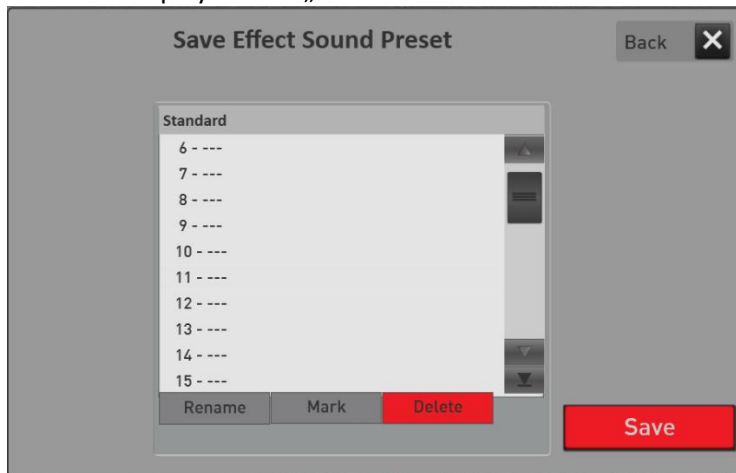 Save Effect Sound Preset
Back X
Standard
6 - ---
7 - ---
8 - ---
9 - ---
10 - ---
11 - ---
12 - ---
13 - ---
14 - ---
15 - ---
Rename Mark Delete
Save